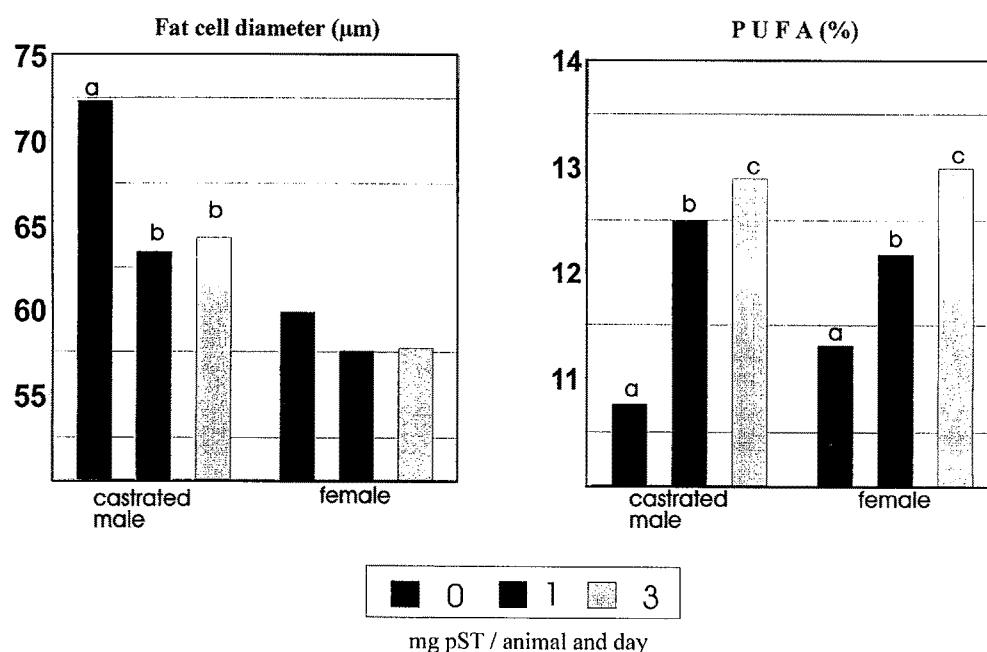 Fat cell diameter (µm)
75
70
65
60
55
a
b
b
castrated
male
female
P U F A (%)
14
13
12
11
a
b
c
a
b
c
castrated
male
female
0 1 3
mg pST / animal and day